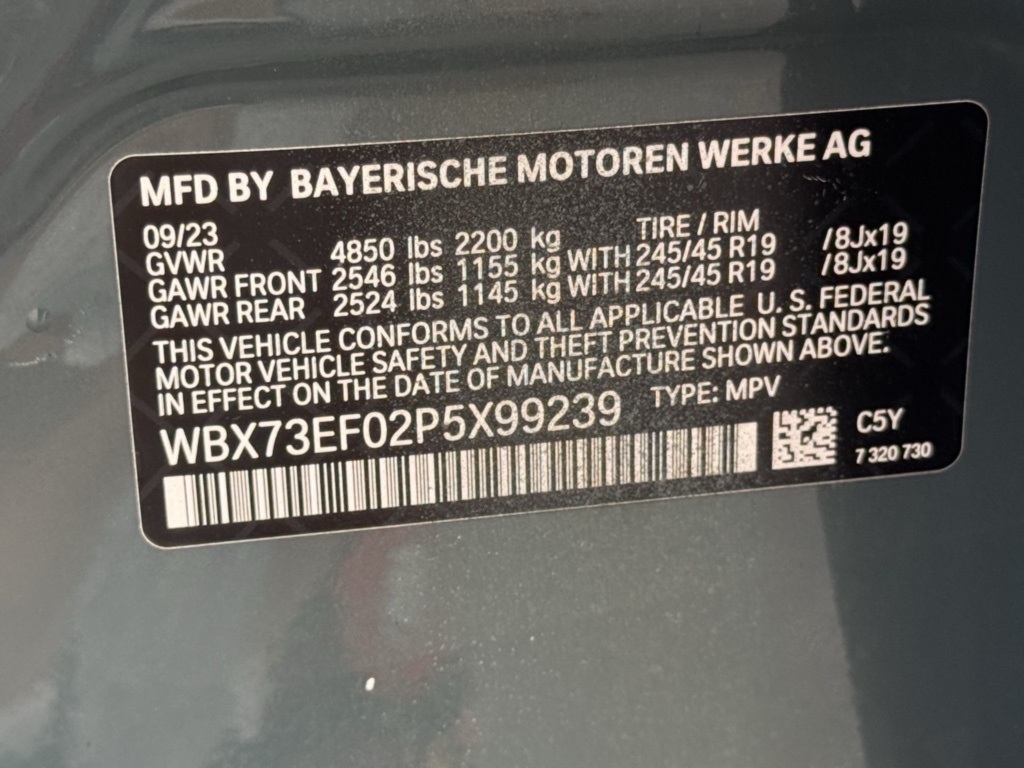 MFD BY BAYERISCHE MOTOREN WERKE AG
09/23 TIRE / RIM
GVWR 4850 lbs 2200 kg
GAWR FRONT 2546 lbs 1155 kg WITH 245/45 R19 /8Jx19
GAWR REAR 2524 lbs 1145 kg WITH 245/45 R19 /8Jx19
THIS VEHICLE CONFORMS TO ALL APPLICABLE U. S. FEDERAL
MOTOR VEHICLE SAFETY AND THEFT PREVENTION STANDARDS
IN EFFECT ON THE DATE OF MANUFACTURE SHOWN ABOVE.
WBX73EF02P5X99239 TYPE: MPV
C5Y
7 320 730